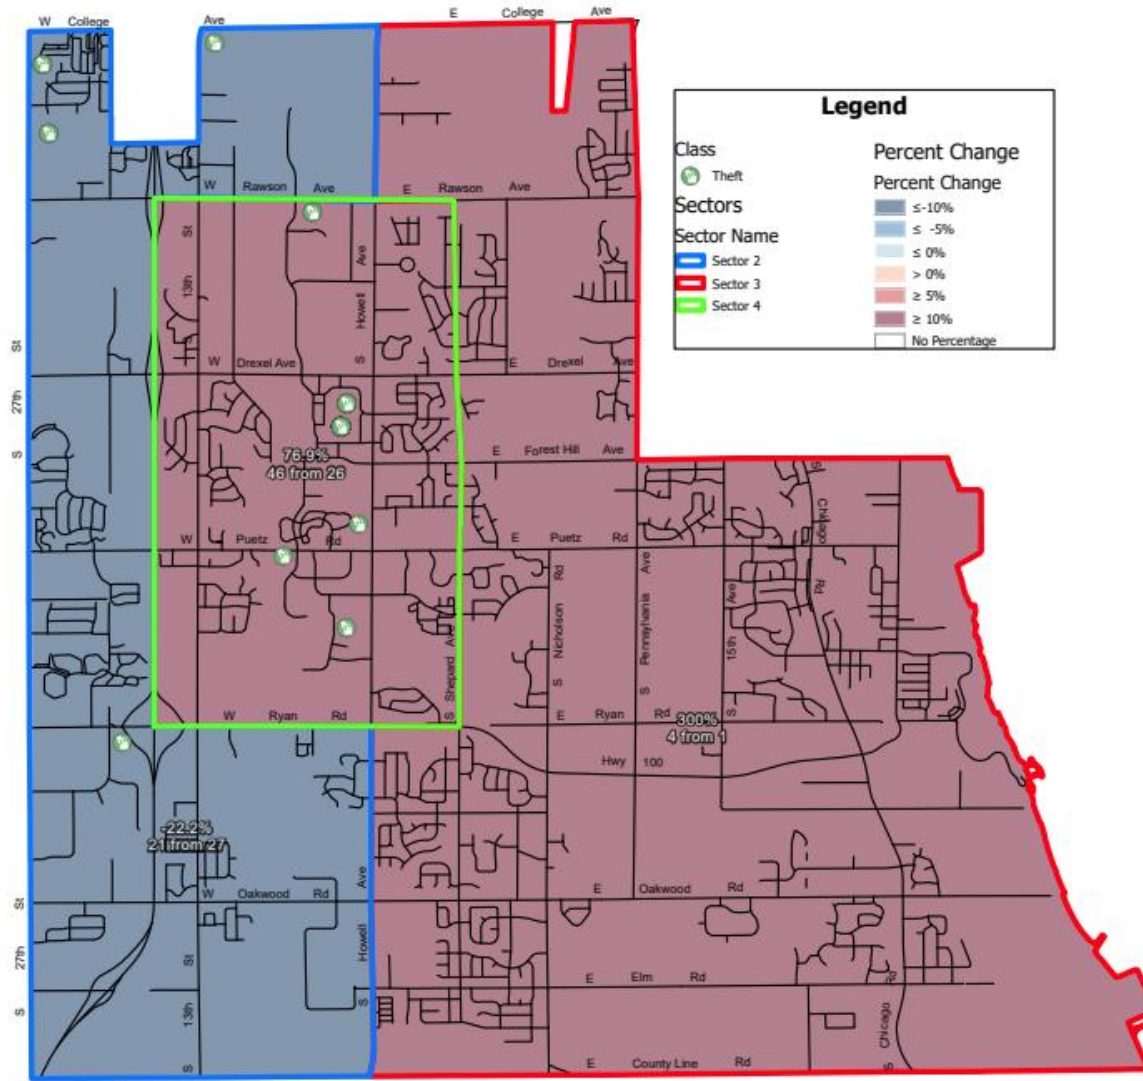 W College Ave E College Ave
Legend
Class
Theft
Sectors
Sector Name
Sector 2
Sector 3
Sector 4
Percent Change
Percent Change
≤-10%
≤ -5%
≤ 0%
> 0%
≥ 5%
≥ 10%
No Percentage
W Rawson Ave E Rawson Ave
13th St
S Howell Ave
S 27th St
W Drexel Ave E Drexel Ave
E Forest Hill Ave
76.9%
46 from 26
W Puetz Rd E Puetz Rd
S Chicago Rd
S Nicholson Rd
S Pennsylvania Ave
S 15th Ave
S Shepard Ave
W Ryan Rd E Ryan Rd
300%
4 from 1
Hwy 100
-22.2%
21 from 27
W Oakwood Rd E Oakwood Rd
S 27th St
S 13th St
S Howell Ave
E Elm Rd
S Chicago Rd
E County Line Rd